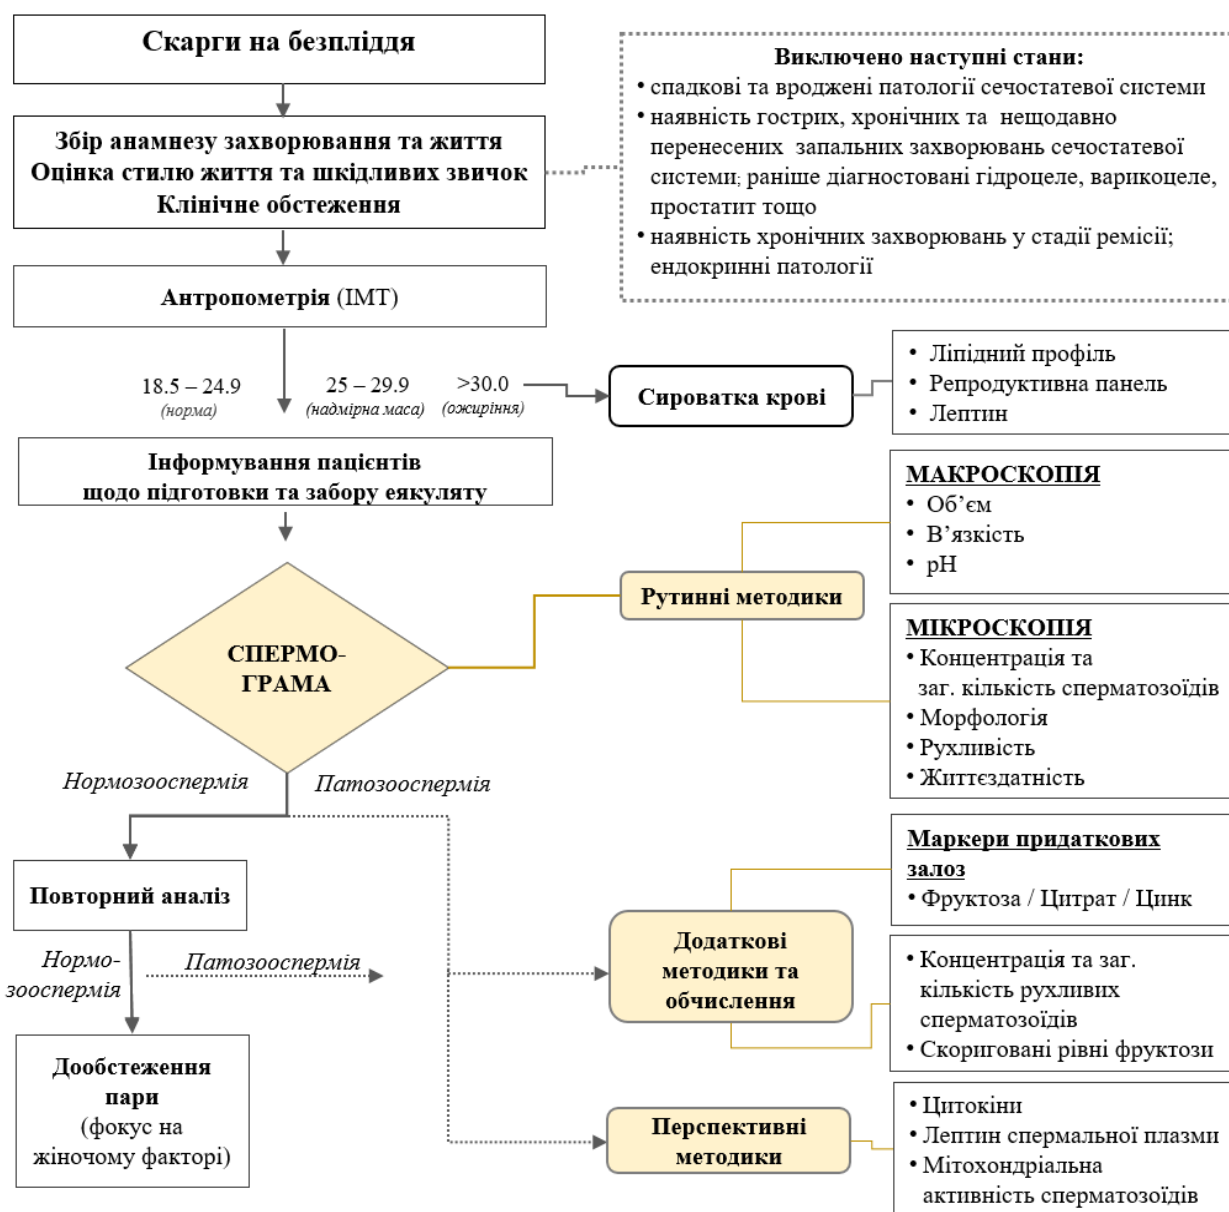 Скарги на безпліддя
Виключено наступні стани:
• спадкові та вроджені патології сечостатевої системи
• наявність гострих, хронічних та нещодавно
перенесених запальних захворювань сечостатевої
системи; раніше діагностовані гідроцеле, варикоцеле,
простатит тощо
• наявність хронічних захворювань у стадії ремісії;
ендокринні патології
Збір анамнезу захворювання та життя
Оцінка стилю життя та шкідливих звичок
Клінічне обстеження
Антропометрія (ІМТ)
18.5 – 24.9
(норма)
25 – 29.9
(надмірна маса)
>30.0
(ожиріння)
Сироватка крові
• Ліпідний профіль
• Репродуктивна панель
• Лептин
Інформування пацієнтів
щодо підготовки та забору еякуляту
СПЕРМО-
ГРАМА
Рутинні методики
МАКРОСКОПІЯ
• Об’єм
• В’язкість
• pH
МІКРОСКОПІЯ
• Концентрація та
заг. кількість сперматозоїдів
• Морфологія
• Рухливість
• Життєздатність
Нормозооспермія
Патозооспермія
Повторний аналіз
Нормо-
зооспермія
Патозооспермія
Дообстеження
пари
(фокус на
жіночому факторі)
Додаткові
методики та
обчислення
Маркери придаткових
залоз
• Фруктоза / Цитрат / Цинк
• Концентрація та заг.
кількість рухливих
сперматозоїдів
• Скориговані рівні фруктози
Перспективні
методики
• Цитокіни
• Лептин спермальної плазми
• Мітохондріальна
активність сперматозоїдів